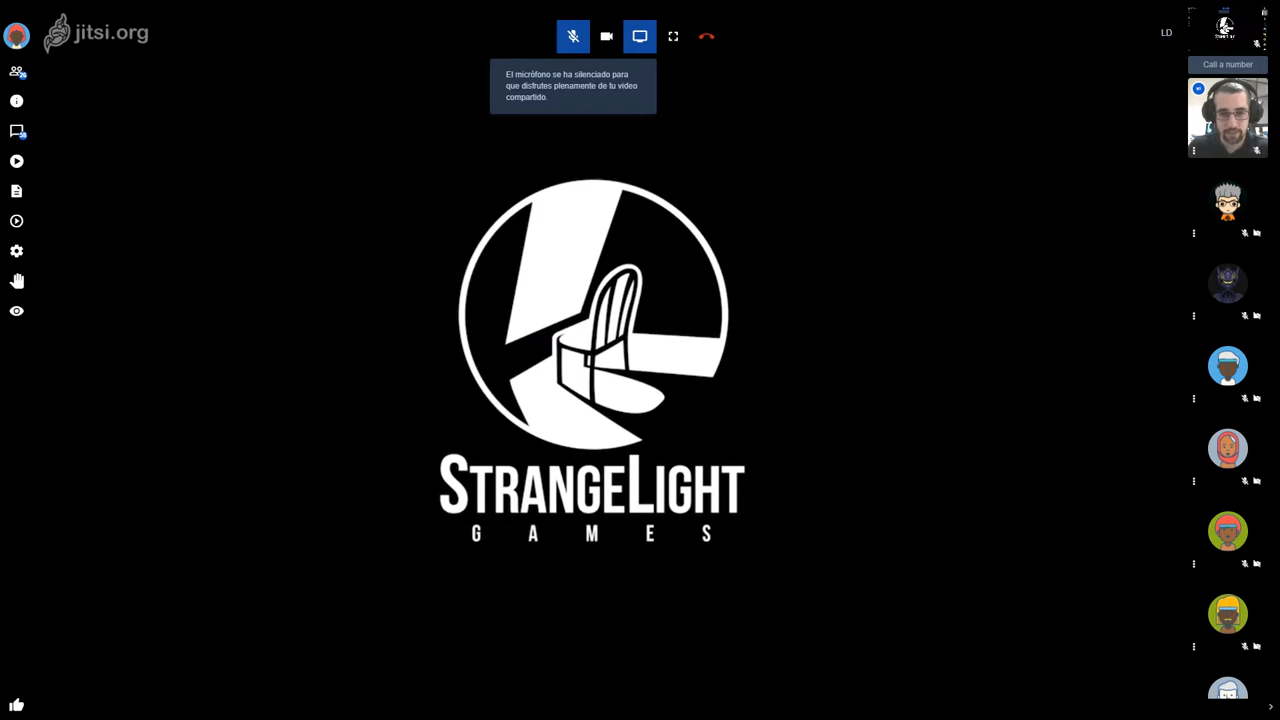 jitsi.org
LD
Call a number
El micrófono se ha silenciado para
que disfrutes plenamente de tu video
compartido.
STRANGELIGHT
GAMES